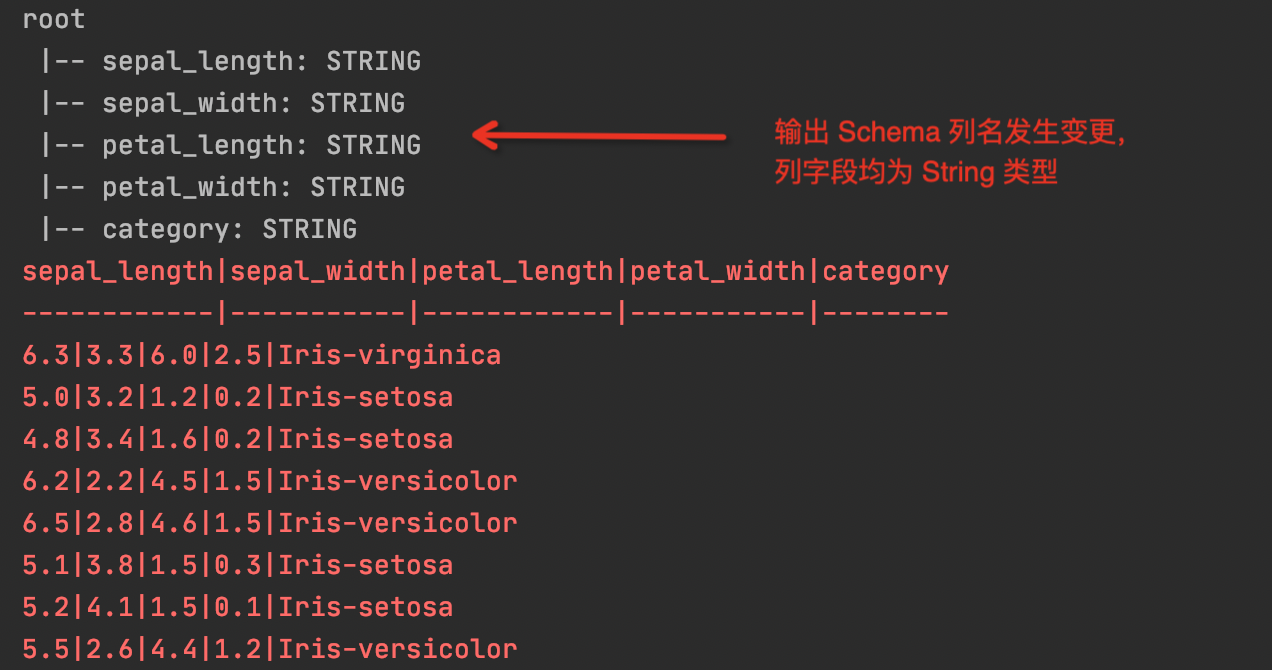 root
 |-- sepal_length: STRING
 |-- sepal_width: STRING
 |-- petal_length: STRING
 |-- petal_width: STRING
 |-- category: STRING
输出 Schema 列名发生变更,
列字段均为 String 类型
sepal_length|sepal_width|petal_length|petal_width|category
------------|-----------|------------|-----------|--------
6.3|3.3|6.0|2.5|Iris-virginica
5.0|3.2|1.2|0.2|Iris-setosa
4.8|3.4|1.6|0.2|Iris-setosa
6.2|2.2|4.5|1.5|Iris-versicolor
6.5|2.8|4.6|1.5|Iris-versicolor
5.1|3.8|1.5|0.3|Iris-setosa
5.2|4.1|1.5|0.1|Iris-setosa
5.5|2.6|4.4|1.2|Iris-versicolor